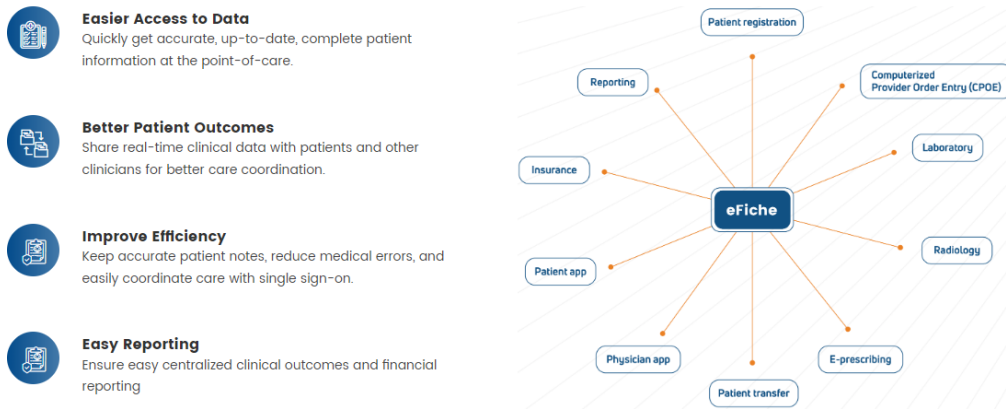 Easier Access to Data
Quickly get accurate, up-to-date, complete patient
information at the point-of-care.
Better Patient Outcomes
Share real-time clinical data with patients and other
clinicians for better care coordination.
Improve Efficiency
Keep accurate patient notes, reduce medical errors, and
easily coordinate care with single sign-on.
Easy Reporting
Ensure easy centralized clinical outcomes and financial
reporting
Patient registration
Reporting
Computerized
Provider Order Entry (CPOE)
Laboratory
Insurance
eFiche
Radiology
Patient app
Physician app
E-prescribing
Patient transfer